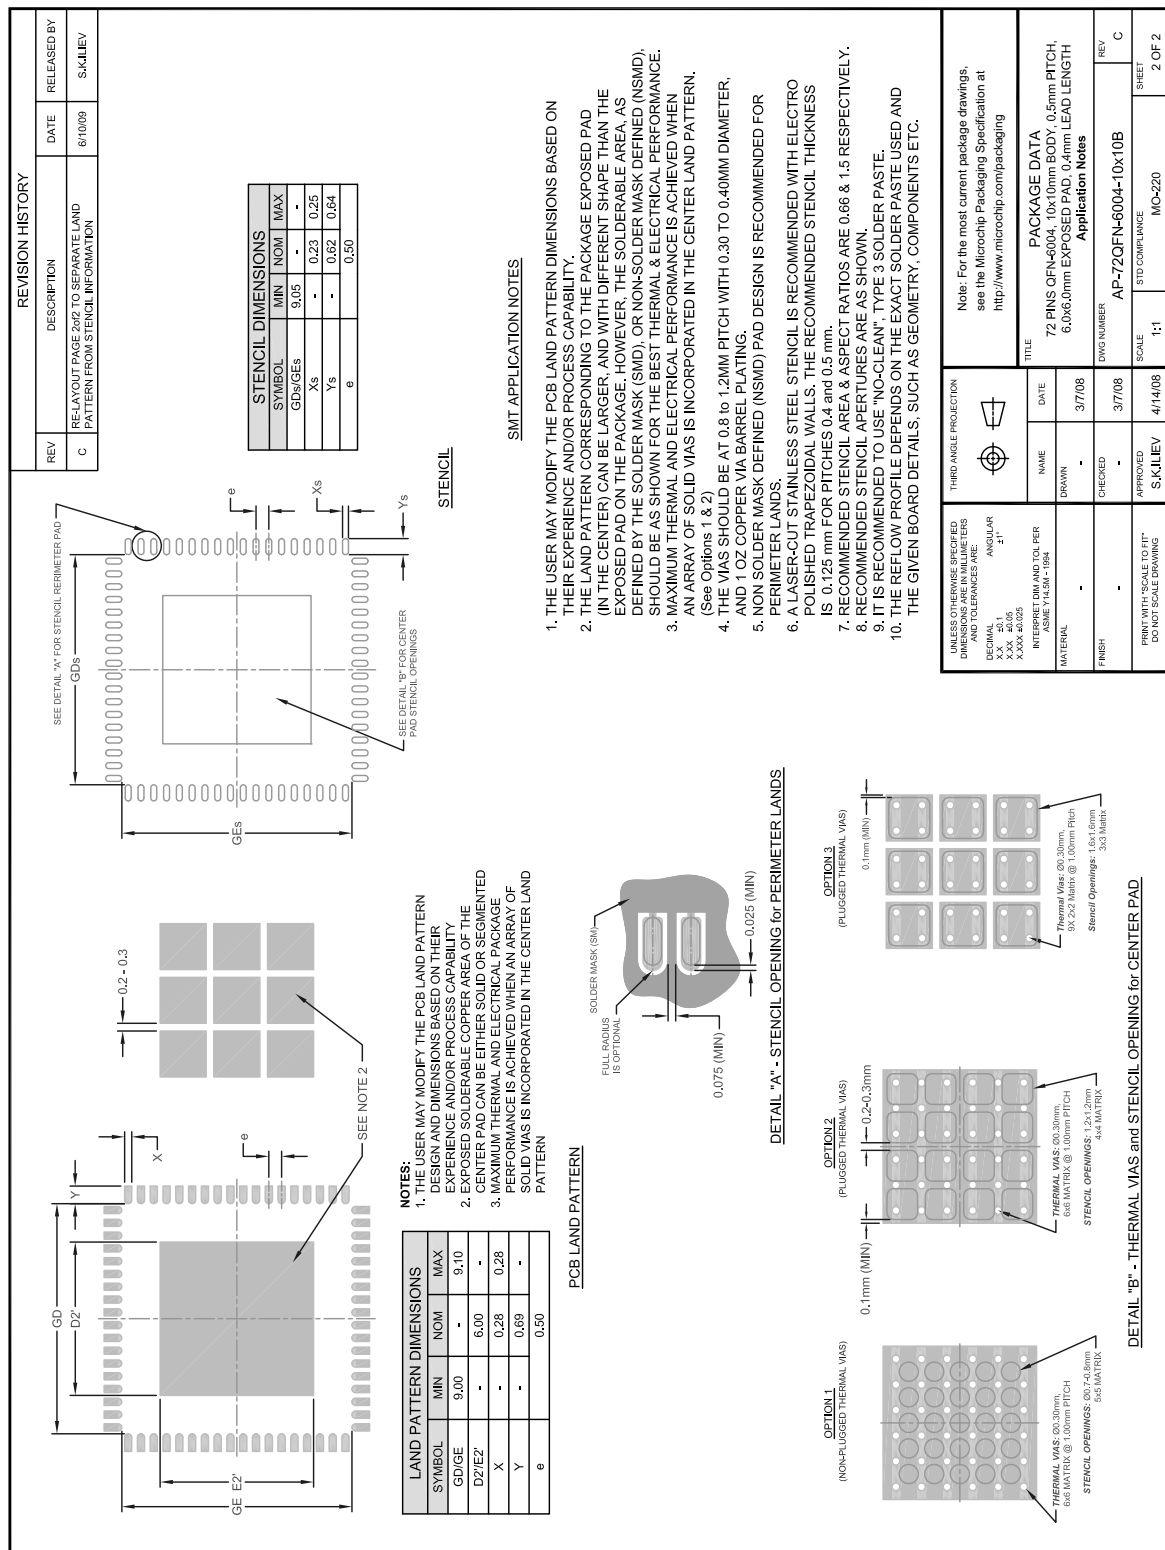 REVISION HISTORY
REV DESCRIPTION DATE RELEASED BY
C RE-LAYOUT PAGE 2of2 TO SEPARATE LAND PATTERN FROM STENCIL INFORMATION 6/10/09 S.K.ILIEV
GD
D2'
GE E2'
Y
X
e
0.2 - 0.3
SEE NOTE 2
LAND PATTERN DIMENSIONS
SYMBOL MIN NOM MAX
GD/GE 9.00 - 9.10
D2'/E2' - 6.00 -
X - 0.28 0.28
Y - 0.69 -
e 0.50
NOTES:
1. THE USER MAY MODIFY THE PCB LAND PATTERN
DESIGN AND DIMENSIONS BASED ON THEIR
EXPERIENCE AND/OR PROCESS CAPABILITY
2. EXPOSED SOLDERABLE COPPER AREA OF THE
CENTER PAD CAN BE EITHER SOLID OR SEGMENTED
3. MAXIMUM THERMAL AND ELECTRICAL PACKAGE
PERFORMANCE IS ACHIEVED WHEN AN ARRAY OF
SOLID VIAS IS INCORPORATED IN THE CENTER LAND
PATTERN
PCB LAND PATTERN
SEE DETAIL "A" FOR STENCIL RERIMETER PAD
GDs
GEs
e
Xs
Ys
SEE DETAIL "B" FOR CENTER
PAD STENCIL OPENINGS
STENCIL
STENCIL DIMENSIONS
SYMBOL MIN NOM MAX
GDs/GEs 9.05 - -
Xs - 0.23 0.25
Ys - 0.62 0.64
e 0.50
SMT APPLICATION NOTES
1. THE USER MAY MODIFY THE PCB LAND PATTERN DIMENSIONS BASED ON
THEIR EXPERIENCE AND/OR PROCESS CAPABILITY.
2. THE LAND PATTERN CORRESPONDING TO THE PACKAGE EXPOSED PAD
(IN THE CENTER) CAN BE LARGER, AND WITH DIFFERENT SHAPE THAN THE
EXPOSED PAD ON THE PACKAGE. HOWEVER, THE SOLDERABLE AREA, AS
DEFINED BY THE SOLDER MASK (SMD), OR NON-SOLDER MASK DEFINED (NSMD),
SHOULD BE AS SHOWN FOR THE BEST THERMAL & ELECTRICAL PERFORMANCE.
3. MAXIMUM THERMAL AND ELECTRICAL PERFORMANCE IS ACHIEVED WHEN
AN ARRAY OF SOLID VIAS IS INCORPORATED IN THE CENTER LAND PATTERN.
(See Options 1 & 2)
4. THE VIAS SHOULD BE AT 0.8 to 1.2MM PITCH WITH 0.30 TO 0.40MM DIAMETER,
AND 1 OZ COPPER VIA BARREL PLATING.
5. NON SOLDER MASK DEFINED (NSMD) PAD DESIGN IS RECOMMENDED FOR
PERIMETER LANDS.
6. A LASER-CUT STAINLESS STEEL STENCIL IS RECOMMENDED WITH ELECTRO
POLISHED TRAPEZOIDAL WALLS. THE RECOMMENDED STENCIL THICKNESS
IS 0.125 mm FOR PITCHES 0.4 and 0.5 mm.
7. RECOMMENDED STENCIL AREA & ASPECT RATIOS ARE 0.66 & 1.5 RESPECTIVELY.
8. RECOMMENDED STENCIL APERTURES ARE AS SHOWN.
9. IT IS RECOMMENDED TO USE "NO-CLEAN", TYPE 3 SOLDER PASTE.
10. THE REFLOW PROFILE DEPENDS ON THE EXACT SOLDER PASTE USED AND
THE GIVEN BOARD DETAILS, SUCH AS GEOMETRY, COMPONENTS ETC.
SOLDER MASK (SM)
FULL RADIUS
IS OPTIONAL
0.075 (MIN)
0.025 (MIN)
DETAIL "A" - STENCIL OPENING for PERIMETER LANDS
OPTION 1
(NON-PLUGGED THERMAL VIAS)
THERMAL VIAS: Ø0.30mm,
6x6 MATRIX @ 1.00mm PITCH
STENCIL OPENINGS: Ø0.7-0.8mm
5x5 MATRIX
OPTION 2
(PLUGGED THERMAL VIAS)
0.1mm (MIN)
0.2-0.3mm
THERMAL VIAS: Ø0.30mm,
6x6 MATRIX @ 1.00mm PITCH
STENCIL OPENINGS: 1.2x1.2mm
4x4 MATRIX
OPTION 3
(PLUGGED THERMAL VIAS)
0.1mm (MIN)
Thermal Vias: Ø0.30mm,
9X 2x2 Matrix @ 1.00mm Pitch
Stencil Openings: 1.6x1.6mm
3x3 Matrix
DETAIL "B" - THERMAL VIAS and STENCIL OPENING for CENTER PAD
UNLESS OTHERWISE SPECIFIED
DIMENSIONS ARE IN MILLIMETERS
AND TOLERANCES ARE:
DECIMAL ANGULAR
X.X ±0.1 ±1°
X.XX ±0.05
X.XXX ±0.025
INTERPRET DIM AND TOL PER
ASME Y14.5M - 1994
MATERIAL
-
FINISH
-
PRINT WITH "SCALE TO FIT"
DO NOT SCALE DRAWING
THIRD ANGLE PROJECTION
NAME DATE
DRAWN - 3/7/08
CHECKED - 3/7/08
APPROVED S.K.ILIEV 4/14/08
Note: For the most current package drawings,
see the Microchip Packaging Specification at
http://www.microchip.com/packaging
TITLE
PACKAGE DATA
72 PINS QFN-6004, 10x10mm BODY, 0.5mm PITCH,
6.0x6.0mm EXPOSED PAD, 0.4mm LEAD LENGTH
Application Notes
DWG NUMBER REV
AP-72QFN-6004-10x10B C
SCALE STD COMPLIANCE SHEET
1:1 MO-220 2 OF 2